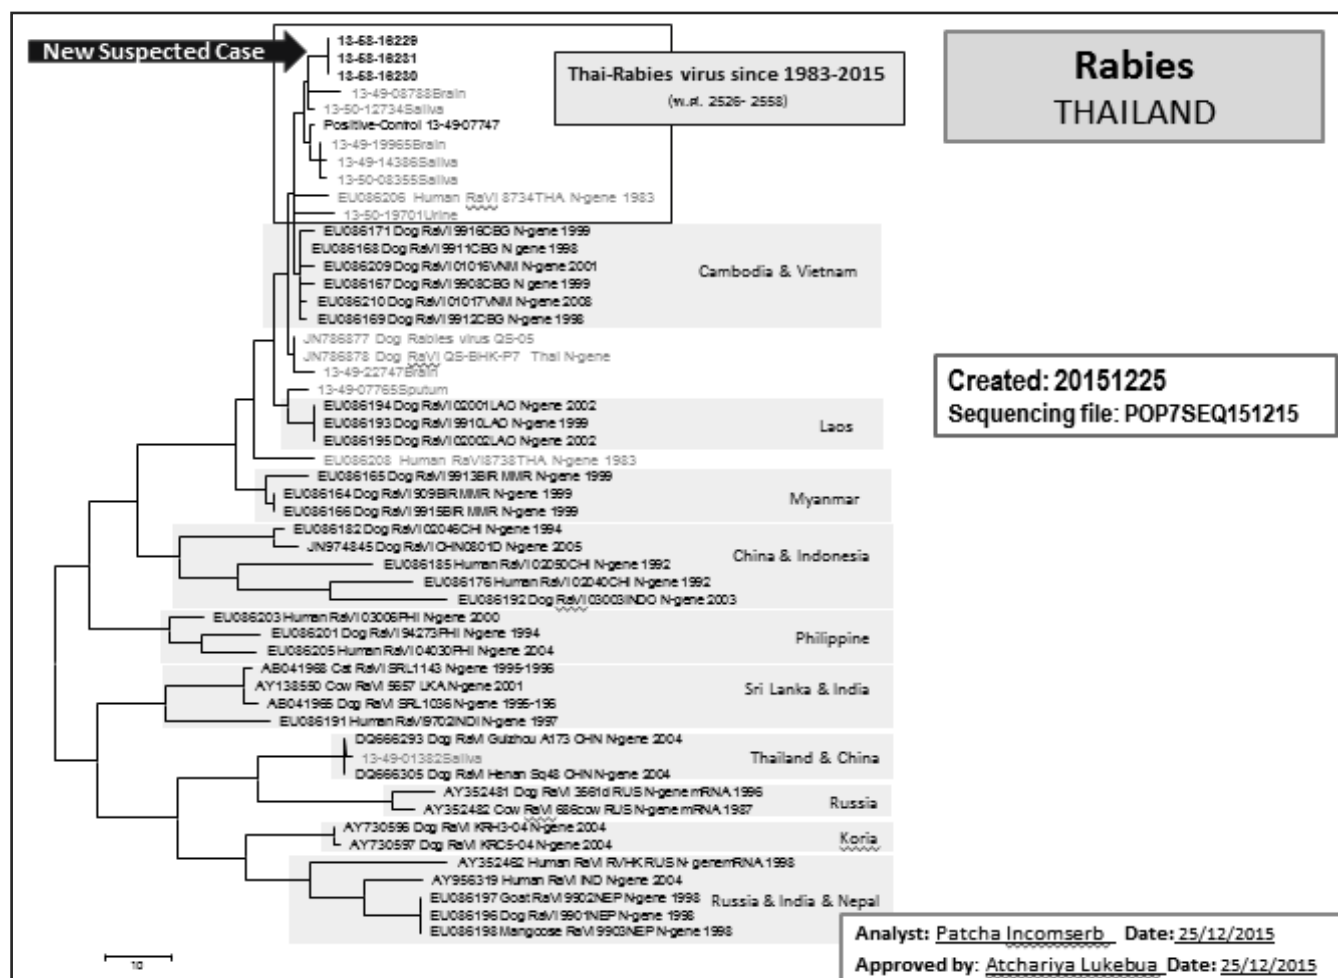 New Suspected Case
13-58-16229
13-58-16231
13-58-16230
13-49-08788Brain
13-50-12734Saliva
Positive-Control 13-49-07747
13-49-19965Brain
13-49-14386Saliva
13-50-08355Saliva
EU086206 Human RaVI 8734THA N-gene 1983
13-50-19701Urine
Thai-Rabies virus since 1983-2015
(พ.ศ. 2526- 2558)
Rabies
THAILAND
EU086171 Dog RaVI 9916CBG N-gene 1999
EU086168 Dog RaVI 9911CBG N gene 1998
EU086209 Dog RaVI 01016VNM N-gene 2001
EU086167 Dog RaVI 9908CBG N-gene 1999
EU086210 Dog RaVI 01017VNM N-gene 2008
EU086169 Dog RaVI 9912CBG N-gene 1998
Cambodia & Vietnam
JN786877 Dog Rabies virus QS-05
JN786878 Dog RaVI QS-BHK-P7 Thai N-gene
13-49-22747Brain
13-49-07765Sputum
EU086194 Dog RaVI 02001LAO N-gene 2002
EU086193 Dog RaVI 9910LAO N-gene 1999
EU086195 Dog RaVI 02002LAO N-gene 2002
Laos
Created: 20151225
Sequencing file: POP7SEQ151215
EU086208 Human RaVI8738THA N-gene 1983
EU086165 Dog RaVI 9913BIR MMR N-gene 1999
EU086164 Dog RaVI 909BIR MMR N-gene 1999
EU086166 Dog RaVI 9915BIR MMR N-gene 1999
Myanmar
EU086182 Dog RaVI 02046CHI N-gene 1994
JN974845 Dog RaVI CHN0801D N-gene 2005
EU086185 Human RaVI 02050CHI N-gene 1992
EU086176 Human RaVI 02040CHI N-gene 1992
EU086192 Dog RaVI 03003INDO N-gene 2003
China & Indonesia
EU086203 Human RaVI 03006PHI N-gene 2000
EU086201 Dog RaVI 94273PHI N-gene 1994
EU086205 Human RaVI 04030PHI N-gene 2004
Philippine
AB041968 Cat RaVI SRL1143 N-gene 1995-1996
AY138550 Cow RaVI 5657 LKA N-gene 2001
AB041965 Dog RaVI SRL1036 N-gene 1995-196
EU086191 Human RaVI9702INDI N-gene 1997
Sri Lanka & India
DQ666293 Dog RaVI Guizhou A173 CHN N-gene 2004
13-49-01382Saliva
DQ666305 Dog RaVI Henan Sq48 CHN N-gene 2004
Thailand & China
AY352481 Dog RaVI 3561d RUS N-gene mRNA 1996
AY352482 Cow RaVI 686cow RUS N-gene mRNA 1987
Russia
AY730596 Dog RaVI KRH3-04 N-gene 2004
AY730597 Dog RaVI KRC5-04 N-gene 2004
Koria
AY352462 Human RaVI RVHK RUS N- genemRNA 1998
AY956319 Human RaVI IND N-gene 2004
EU086197 Goat RaVI 9902NEP N-gene 1998
EU086196 Dog RaVI 9901NEP N-gene 1998
EU086198 Mangoose RaVI 9903NEP N-gene 1998
Russia & India & Nepal
10
Analyst: Patcha Incomserb Date: 25/12/2015
Approved by: Atchariya Lukebua Date: 25/12/2015